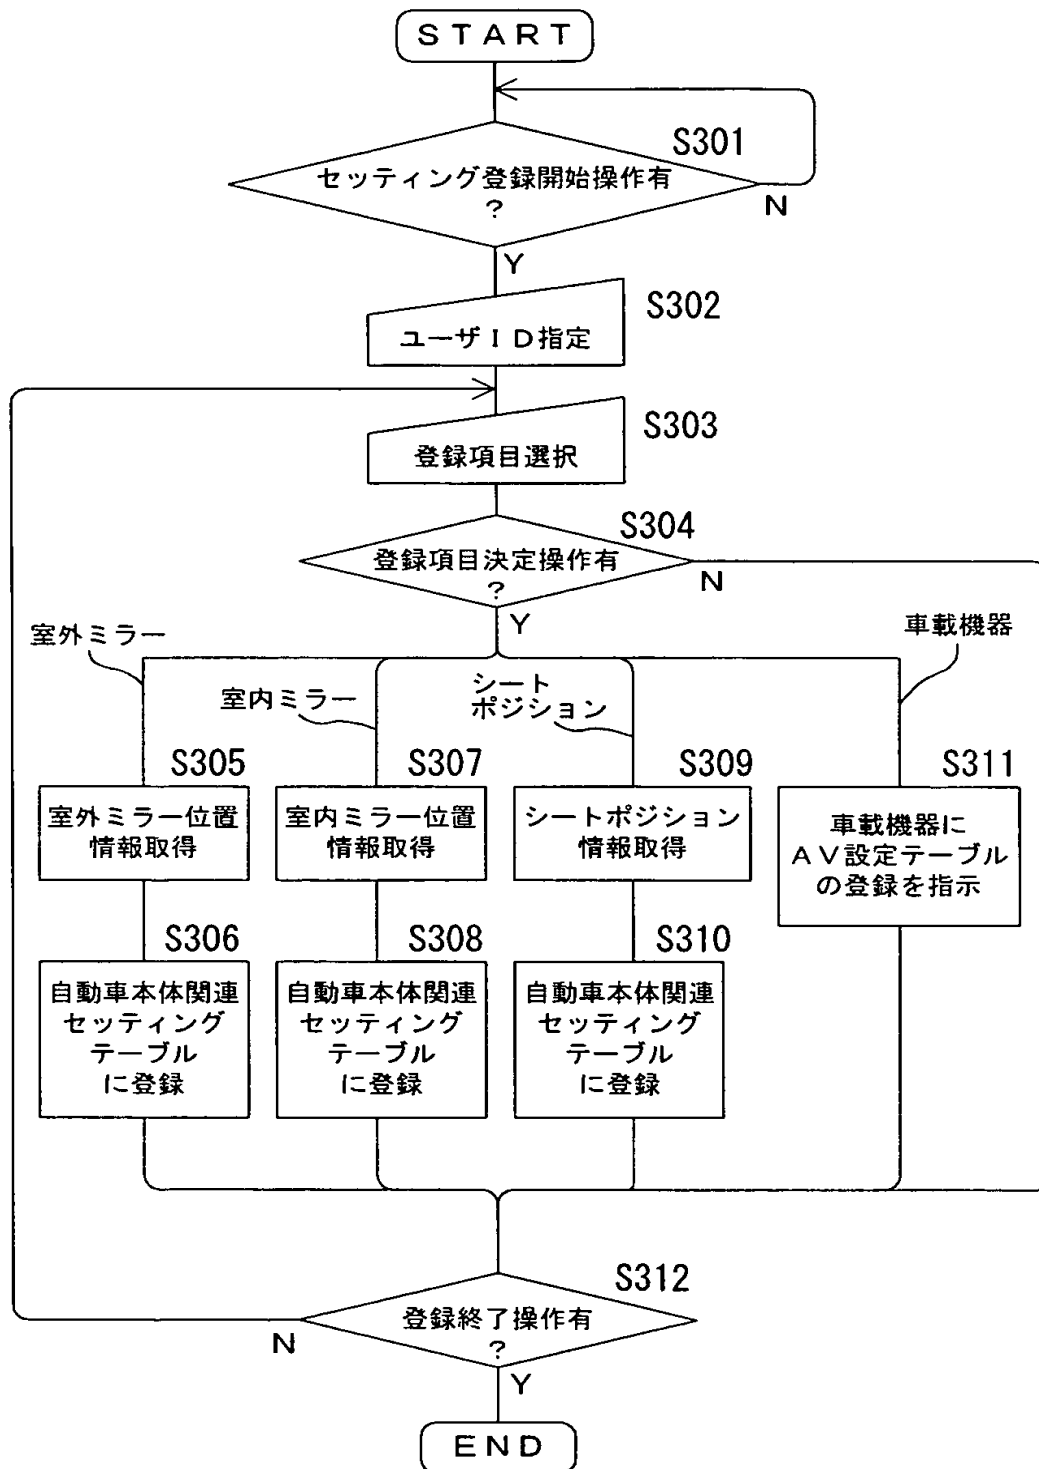 START
S301
セッティング登録開始操作有
?
N
Y
S302
ユーザID指定
S303
登録項目選択
S304
登録項目決定操作有
?
N
Y
室外ミラー
室内ミラー
シート
ポジション
車載機器
S305
室外ミラー位置
情報取得
S307
室内ミラー位置
情報取得
S309
シートポジション
情報取得
S311
車載機器に
AV設定テーブル
の登録を指示
S306
自動車本体関連
セッティング
テーブル
に登録
S308
自動車本体関連
セッティング
テーブル
に登録
S310
自動車本体関連
セッティング
テーブル
に登録
S312
登録終了操作有
?
N
Y
END